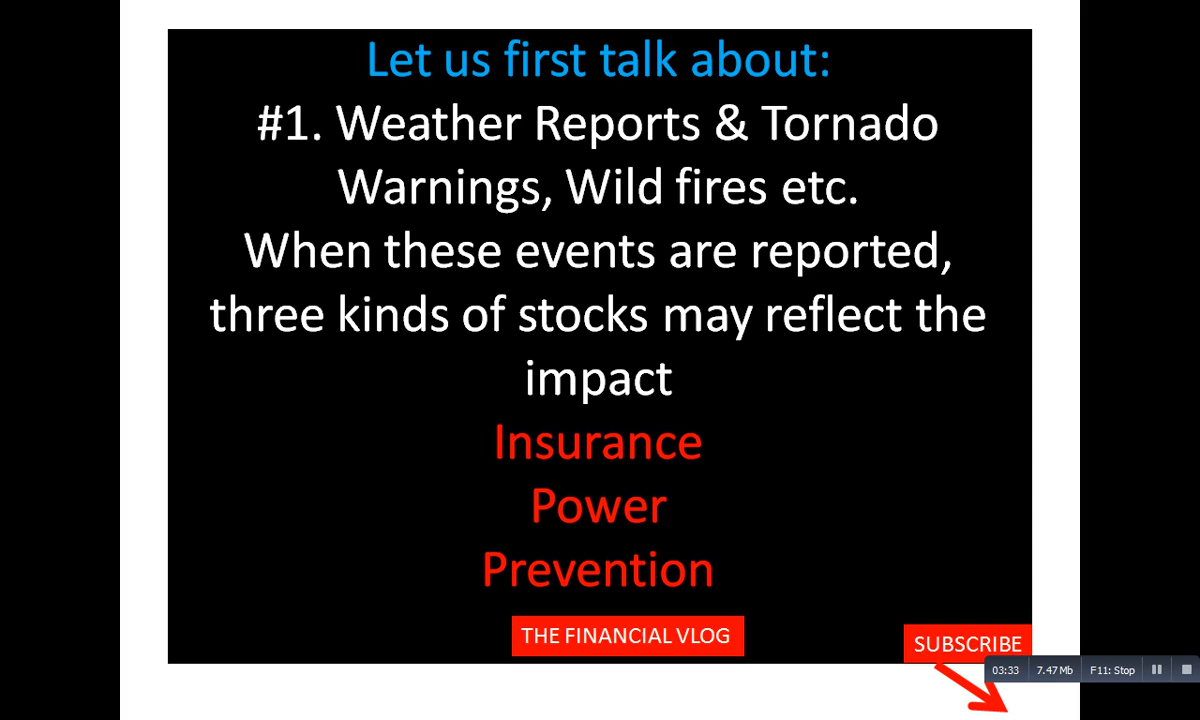 Let us first talk about:
#1. Weather Reports & Tornado
Warnings, Wild fires etc.
When these events are reported,
three kinds of stocks may reflect the
impact
Insurance
Power
Prevention
THE FINANCIAL VLOG
SUBSCRIBE
03:33 7.47 Mb F11: Stop